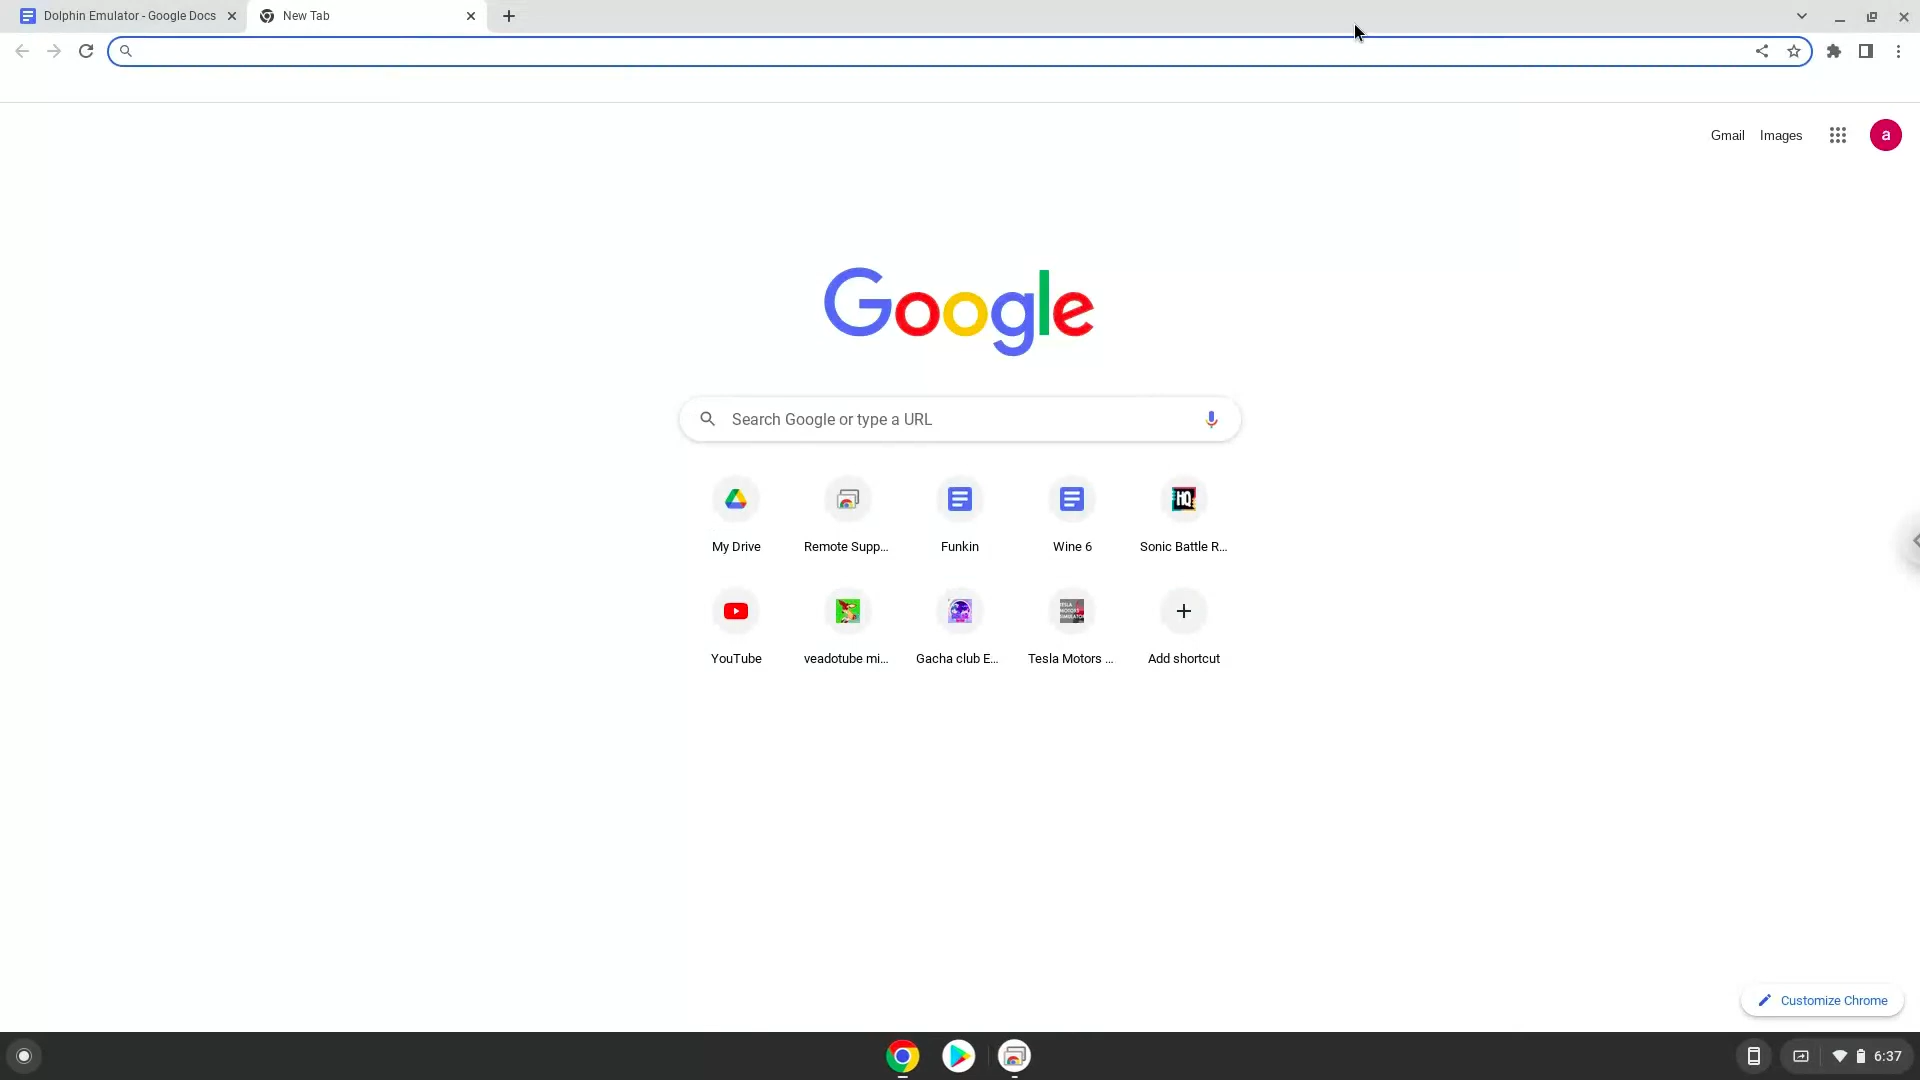 Dolphin Emulator - Google Docs
New Tab
Gmail Images
a
Google
Search Google or type a URL
My Drive
Remote Supp...
Funkin
Wine 6
HQ
Sonic Battle R...
YouTube
veadotube mi...
Gacha club E...
Tesla Motors ...
Add shortcut
Customize Chrome
6:37